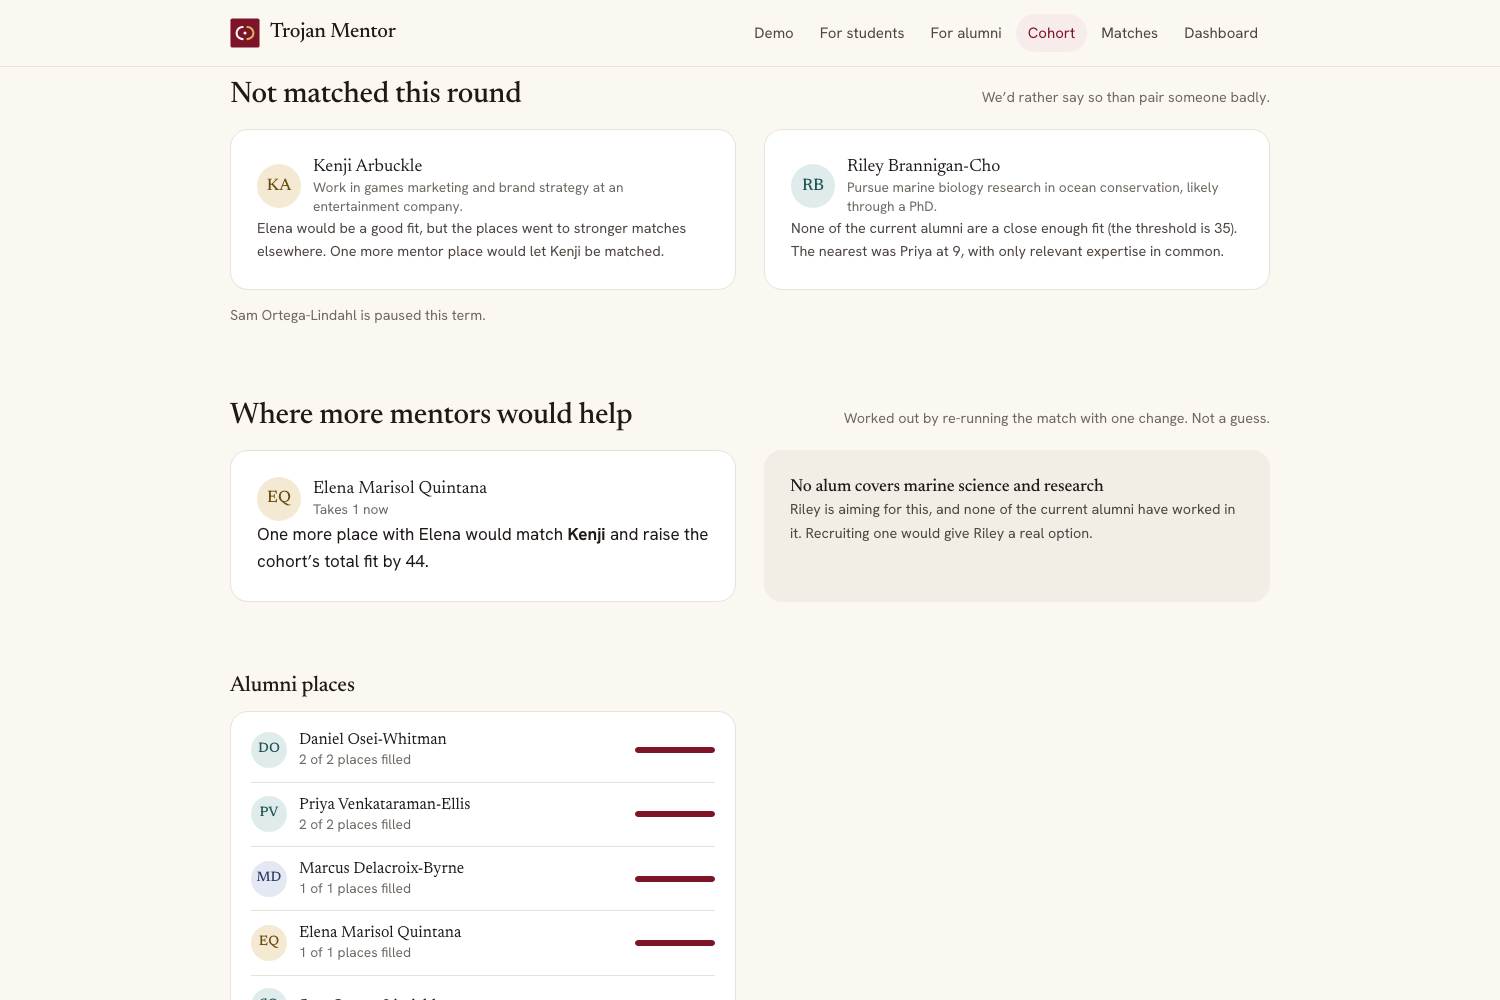 Trojan Mentor
Demo
For students
For alumni
Cohort
Matches
Dashboard
Not matched this round
We’d rather say so than pair someone badly.
KA
Kenji Arbuckle
Work in games marketing and brand strategy at an
entertainment company.
Elena would be a good fit, but the places went to stronger matches
elsewhere. One more mentor place would let Kenji be matched.
RB
Riley Brannigan-Cho
Pursue marine biology research in ocean conservation, likely
through a PhD.
None of the current alumni are a close enough fit (the threshold is 35).
The nearest was Priya at 9, with only relevant expertise in common.
Sam Ortega-Lindahl is paused this term.
Where more mentors would help
Worked out by re-running the match with one change. Not a guess.
EQ
Elena Marisol Quintana
Takes 1 now
One more place with Elena would match Kenji and raise the
cohort’s total fit by 44.
No alum covers marine science and research
Riley is aiming for this, and none of the current alumni have worked in
it. Recruiting one would give Riley a real option.
Alumni places
DO
Daniel Osei-Whitman
2 of 2 places filled
PV
Priya Venkataraman-Ellis
2 of 2 places filled
MD
Marcus Delacroix-Byrne
1 of 1 places filled
EQ
Elena Marisol Quintana
1 of 1 places filled